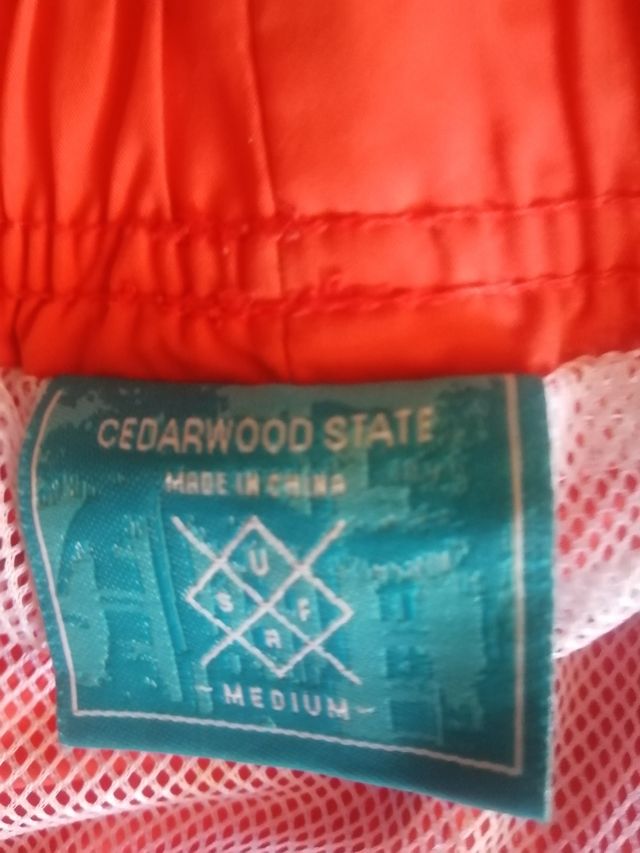 CEDARWOOD STATE
MADE IN CHINA
U
S F
R
- MEDIUM -